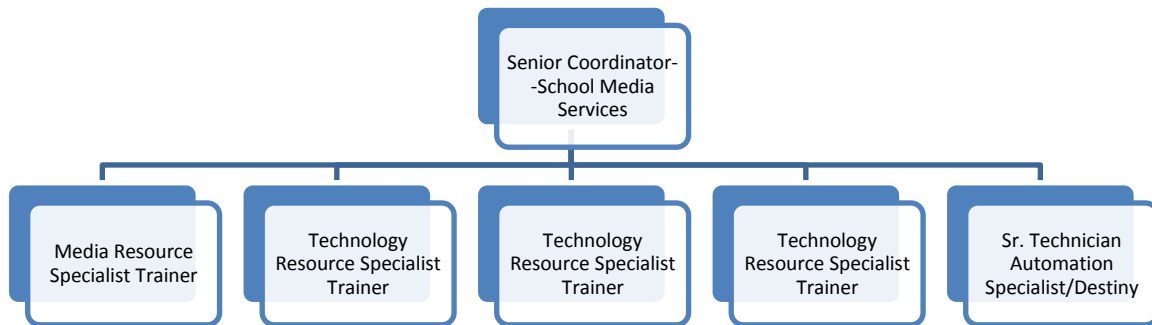 Senior Coordinator-
-School Media
Services
Media Resource
Specialist Trainer
Technology
Resource Specialist
Trainer
Technology
Resource Specialist
Trainer
Technology
Resource Specialist
Trainer
Sr. Technician
Automation
Specialist/Destiny